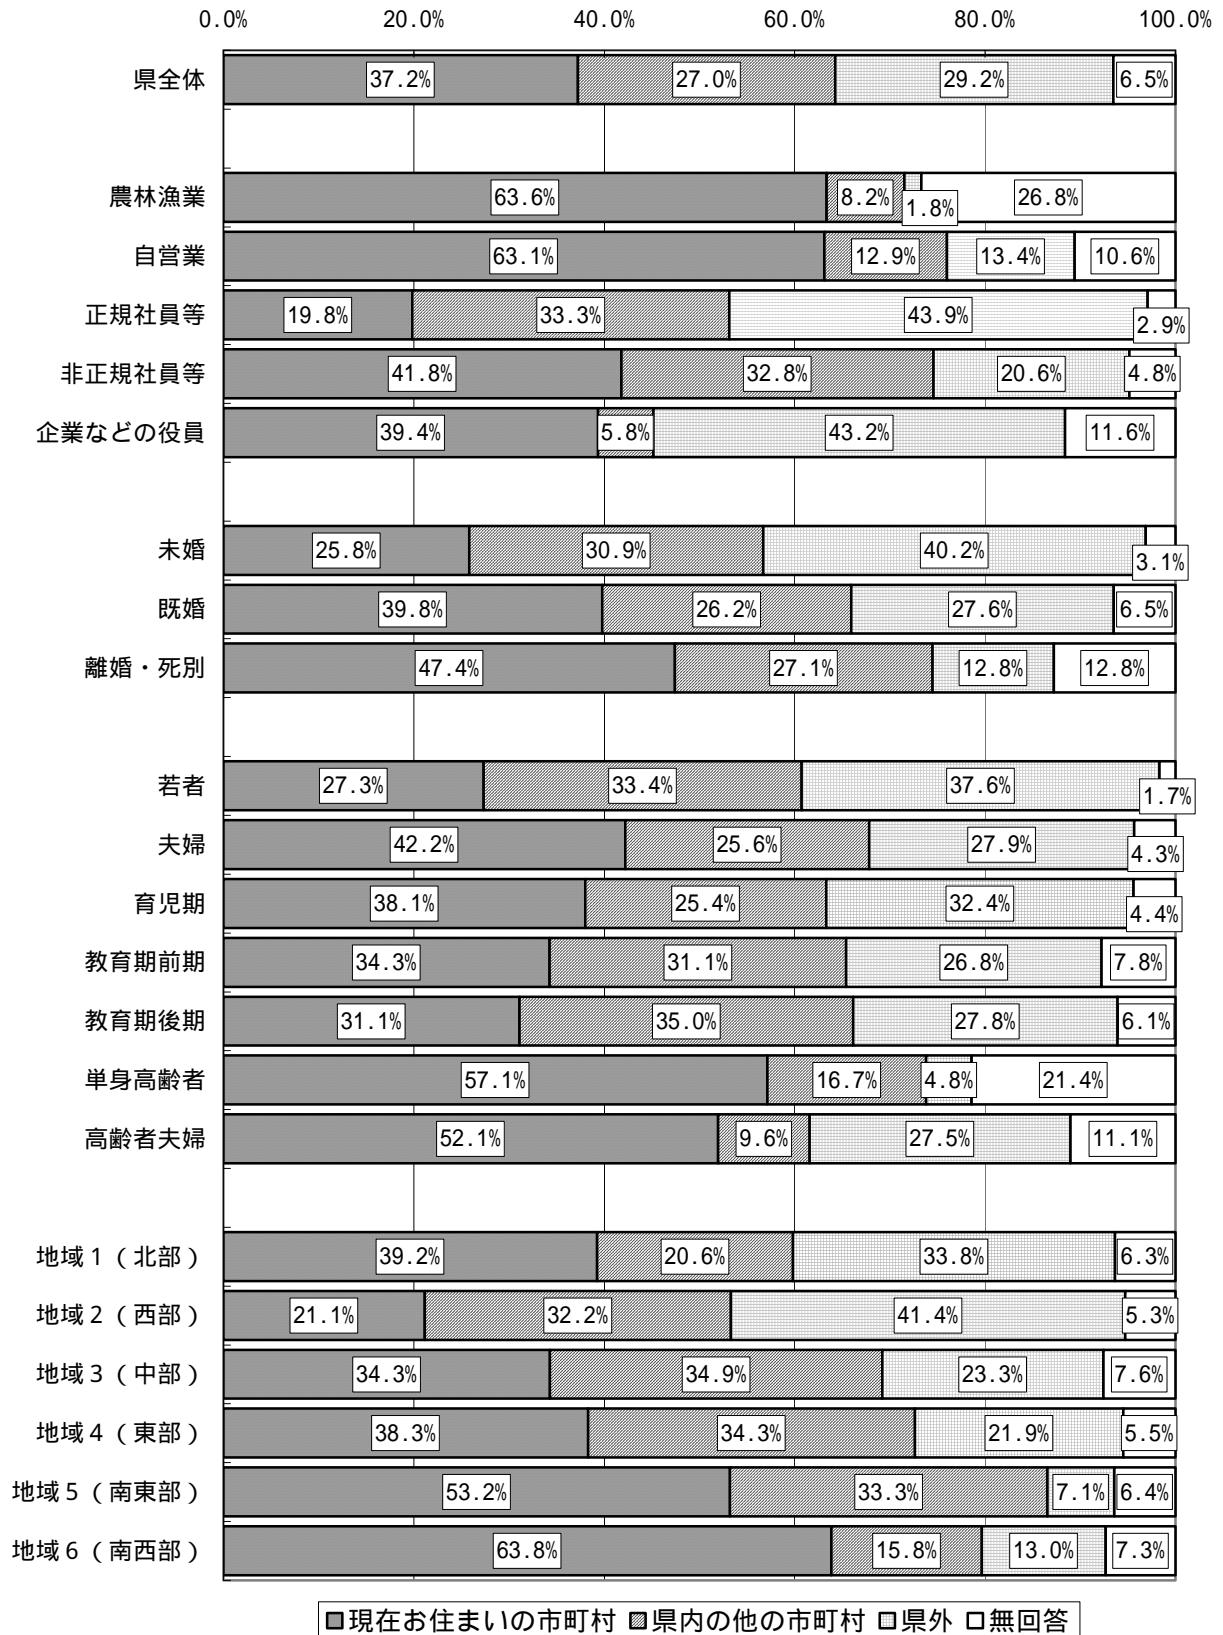 0.0% 20.0% 40.0% 60.0% 80.0% 100.0%
県全体 37.2% 27.0% 29.2% 6.5%
農林漁業 63.6% 8.2% 1.8% 26.8%
自営業 63.1% 12.9% 13.4% 10.6%
正規社員等 19.8% 33.3% 43.9% 2.9%
非正規社員等 41.8% 32.8% 20.6% 4.8%
企業などの役員 39.4% 5.8% 43.2% 11.6%
未婚 25.8% 30.9% 40.2% 3.1%
既婚 39.8% 26.2% 27.6% 6.5%
離婚・死別 47.4% 27.1% 12.8% 12.8%
若者 27.3% 33.4% 37.6% 1.7%
夫婦 42.2% 25.6% 27.9% 4.3%
育児期 38.1% 25.4% 32.4% 4.4%
教育期前期 34.3% 31.1% 26.8% 7.8%
教育期後期 31.1% 35.0% 27.8% 6.1%
単身高齢者 57.1% 16.7% 4.8% 21.4%
高齢者夫婦 52.1% 9.6% 27.5% 11.1%
地域1(北部) 39.2% 20.6% 33.8% 6.3%
地域2(西部) 21.1% 32.2% 41.4% 5.3%
地域3(中部) 34.3% 34.9% 23.3% 7.6%
地域4(東部) 38.3% 34.3% 21.9% 5.5%
地域5(南東部) 53.2% 33.3% 7.1% 6.4%
地域6(南西部) 63.8% 15.8% 13.0% 7.3%
現在お住まいの市町村 県内の他の市町村 県外 無回答